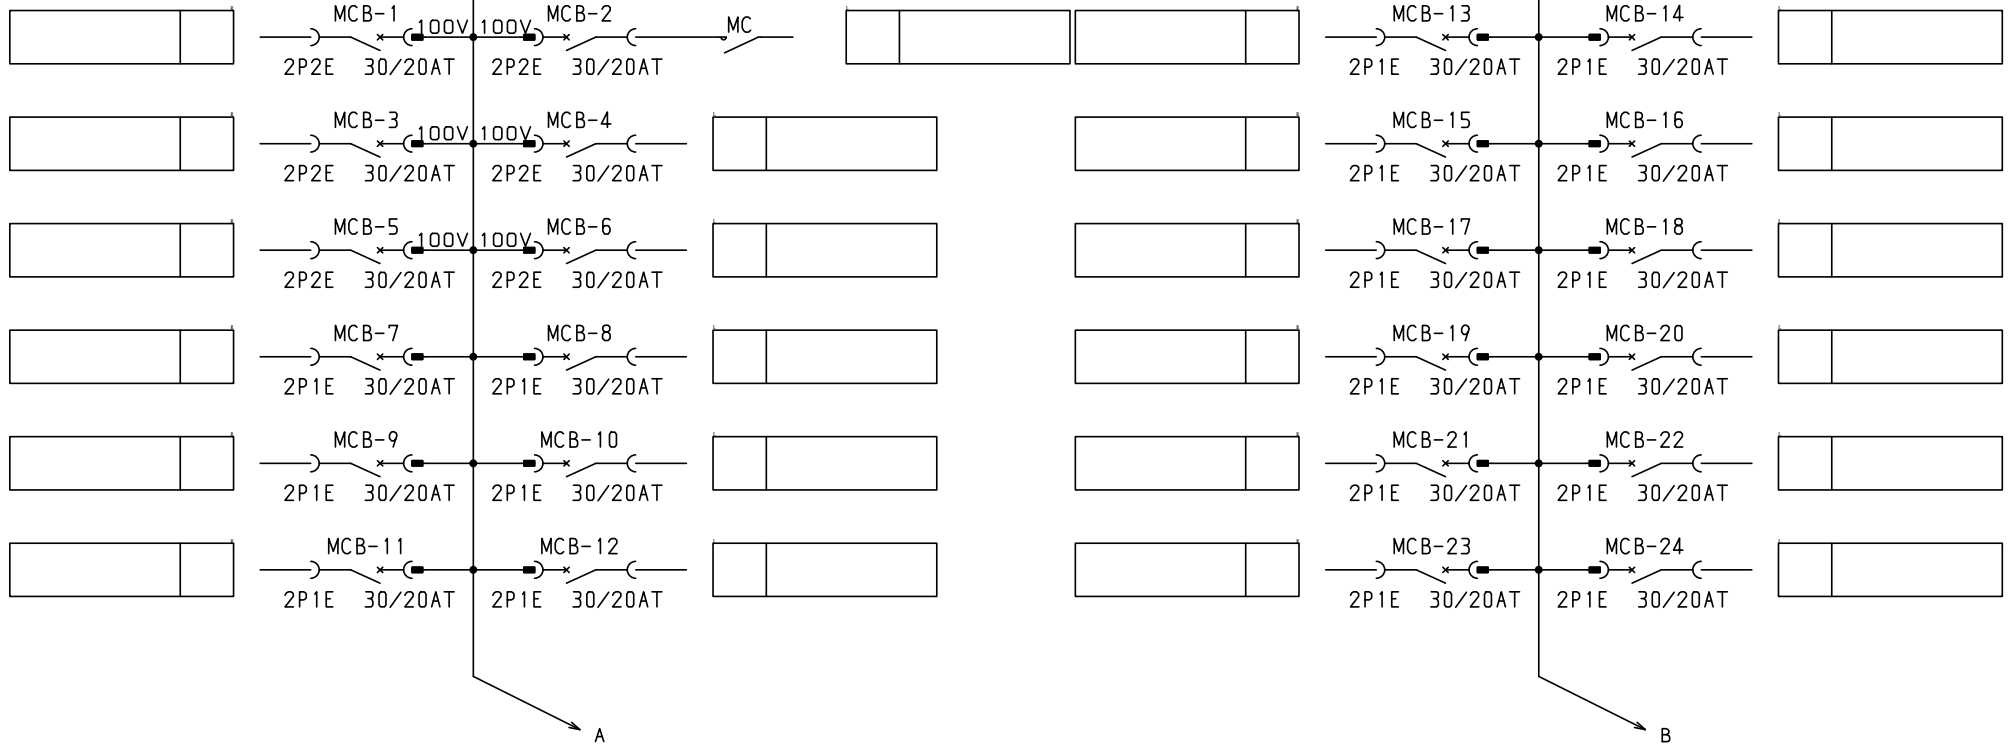 MCB-1 100V 100V MCB-2 MC MCB-13 MCB-14
2P2E 30/20AT 2P2E 30/20AT 2P1E 30/20AT 2P1E 30/20AT
MCB-3 100V 100V MCB-4 MCB-15 MCB-16
2P2E 30/20AT 2P2E 30/20AT 2P1E 30/20AT 2P1E 30/20AT
MCB-5 100V 100V MCB-6 MCB-17 MCB-18
2P2E 30/20AT 2P2E 30/20AT 2P1E 30/20AT 2P1E 30/20AT
MCB-7 MCB-8 MCB-19 MCB-20
2P1E 30/20AT 2P1E 30/20AT 2P1E 30/20AT 2P1E 30/20AT
MCB-9 MCB-10 MCB-21 MCB-22
2P1E 30/20AT 2P1E 30/20AT 2P1E 30/20AT 2P1E 30/20AT
MCB-11 MCB-12 MCB-23 MCB-24
2P1E 30/20AT 2P1E 30/20AT 2P1E 30/20AT 2P1E 30/20AT
A B